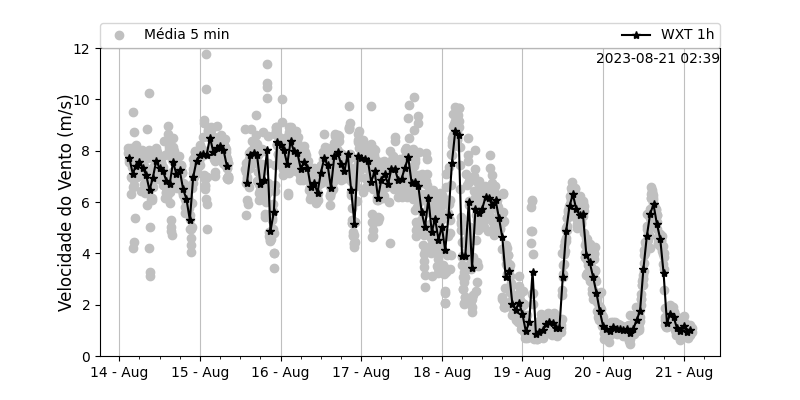 Média 5 min
WXT 1h
2023-08-21 02:39
Velocidade do Vento (m/s)
12
10
8
6
4
2
0
14 - Aug
15 - Aug
16 - Aug
17 - Aug
18 - Aug
19 - Aug
20 - Aug
21 - Aug